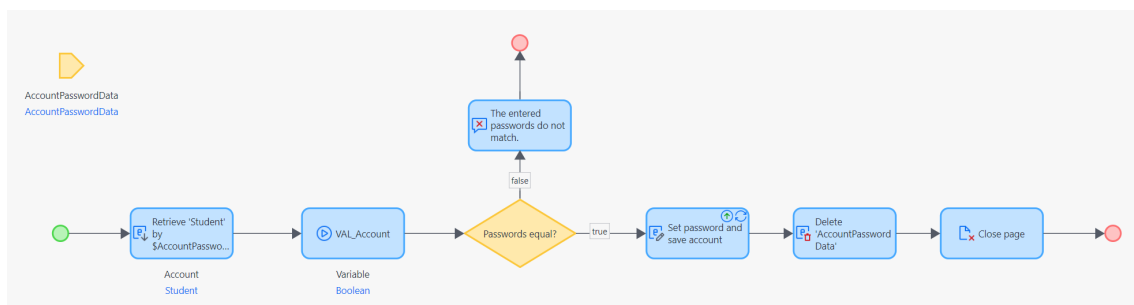 AccountPasswordData
AccountPasswordData
The entered
passwords do not
match.
false
Retrieve 'Student'
by
$AccountPasswo...
Account
Student
VAL_Account
Variable
Boolean
Passwords equal?
true
Set password and
save account
Delete
'AccountPassword
Data'
Close page